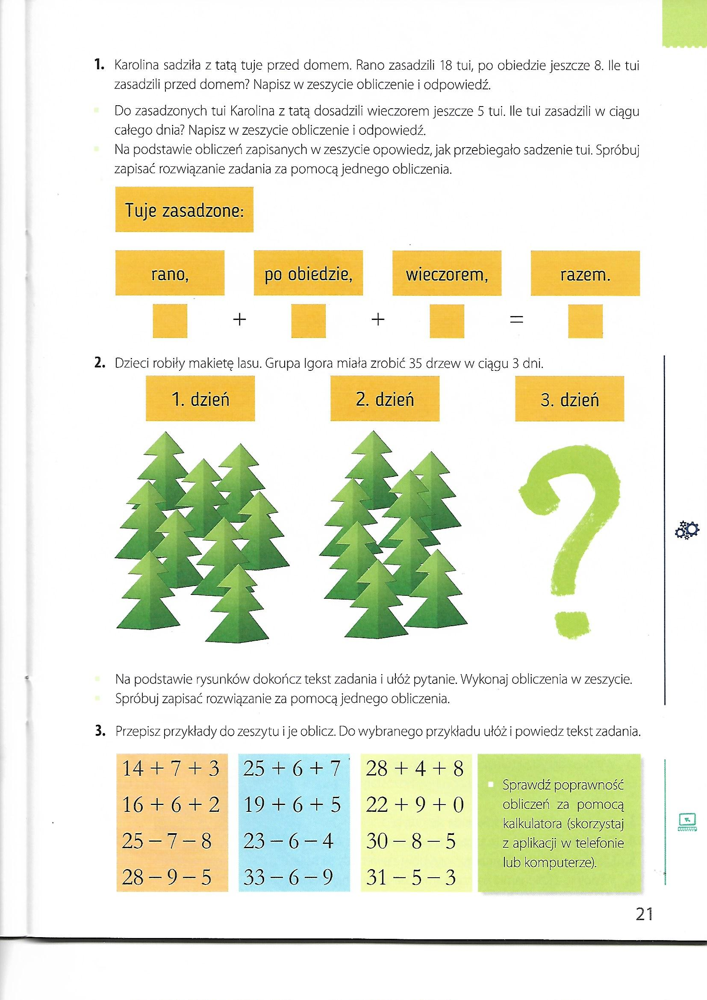 1. Karolina sadziła z tatą tuje przed domem. Rano zasadzili 18 tui, po obiedzie jeszcze 8. Ile tui
zasadzili przed domem? Napisz w zeszycie obliczenie i odpowiedź.
Do zasadzonych tui Karolina z tatą dosadzili wieczorem jeszcze 5 tui. Ile tui zasadzili w ciągu
całego dnia? Napisz w zeszycie obliczenie i odpowiedź.
Na podstawie obliczeń zapisanych w zeszycie opowiedz, jak przebiegało sadzenie tui. Spróbuj
zapisać rozwiązanie zadania za pomocą jednego obliczenia.
Tuje zasadzone:
rano, po obiedzie, wieczorem, razem.
+ + =
2. Dzieci robiły makietę lasu. Grupa Igora miała zrobić 35 drzew w ciągu 3 dni.
1. dzień 2. dzień 3. dzień
?
Na podstawie rysunków dokończ tekst zadania i ułóż pytanie. Wykonaj obliczenia w zeszycie.
Spróbuj zapisać rozwiązanie za pomocą jednego obliczenia.
3. Przepisz przykłady do zeszytu i je oblicz. Do wybranego przykładu ułóż i powiedz tekst zadania.
14 + 7 + 3
16 + 6 + 2
25 – 7 – 8
28 – 9 – 5
25 + 6 + 7
19 + 6 + 5
23 – 6 – 4
33 – 6 – 9
28 + 4 + 8
22 + 9 + 0
30 – 8 – 5
31 – 5 – 3
Sprawdź poprawność
obliczeń za pomocą
kalkulatora (skorzystaj
z aplikacji w telefonie
lub komputerze).
21